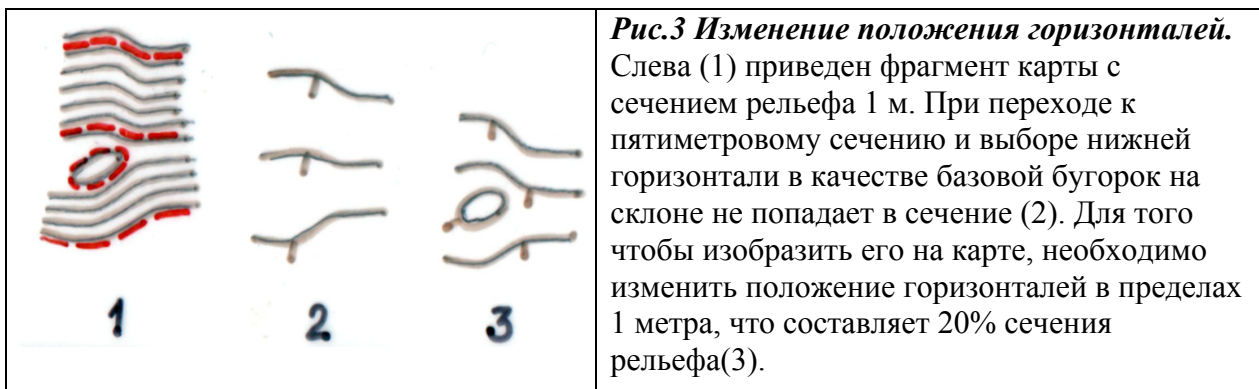 1
2
3
Рис.3 Изменение положения горизонталей.
Слева (1) приведен фрагмент карты с
сечением рельефа 1 м. При переходе к
пятиметровому сечению и выборе нижней
горизонтали в качестве базовой бугорок на
склоне не попадает в сечение (2). Для того
чтобы изобразить его на карте, необходимо
изменить положение горизонталей в пределах
1 метра, что составляет 20% сечения
рельефа(3).